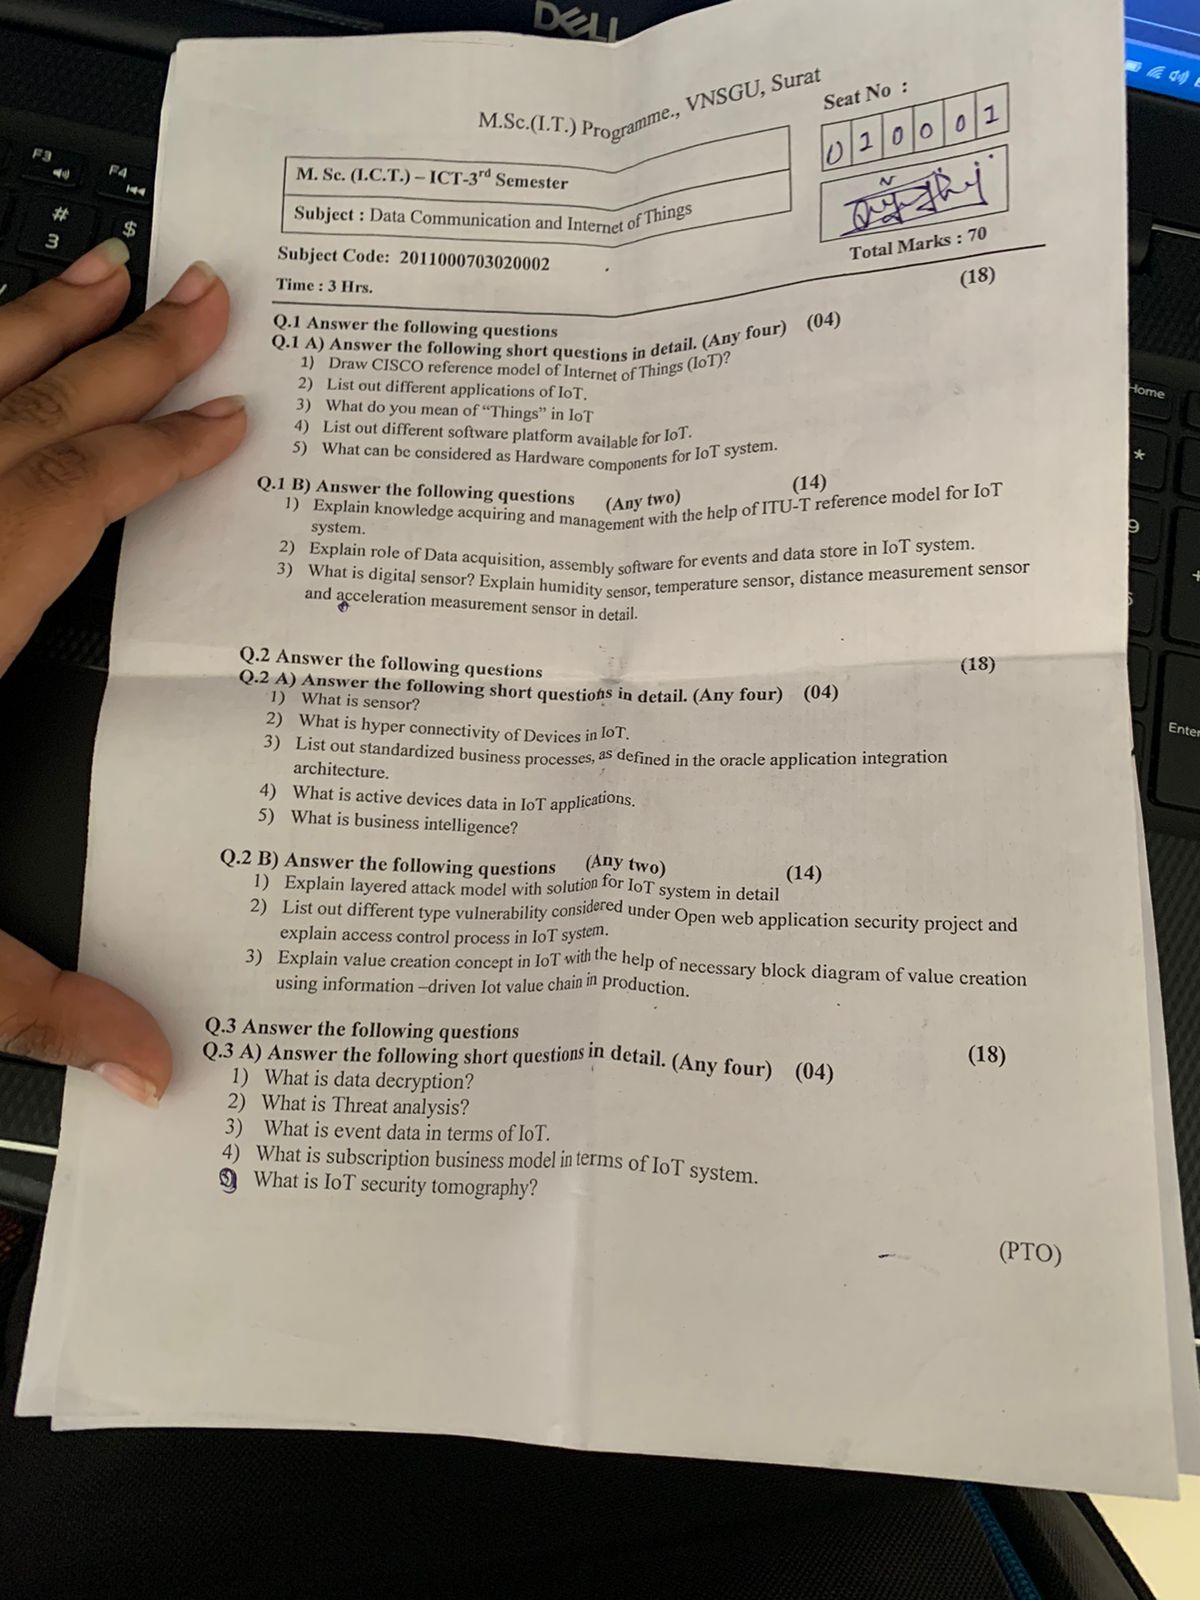 DELL
M.Sc.(I.T.) Programme., VNSGU, Surat
Seat No :
M. Sc. (I.C.T.) – ICT-3rd Semester
Subject : Data Communication and Internet of Things
Subject Code: 2011000703020002
Total Marks : 70
Time : 3 Hrs.
Q.1 Answer the following questions (18)
Q.1 A) Answer the following short questions in detail. (Any four) (04)
1) Draw CISCO reference model of Internet of Things (IoT)?
2) List out different applications of IoT.
3) What do you mean of “Things” in IoT
4) List out different software platform available for IoT.
5) What can be considered as Hardware components for IoT system.
Q.1 B) Answer the following questions (Any two) (14)
1) Explain knowledge acquiring and management with the help of ITU-T reference model for IoT
system.
2) Explain role of Data acquisition, assembly software for events and data store in IoT system.
3) What is digital sensor? Explain humidity sensor, temperature sensor, distance measurement sensor
and acceleration measurement sensor in detail.
Q.2 Answer the following questions (18)
Q.2 A) Answer the following short questions in detail. (Any four) (04)
1) What is sensor?
2) What is hyper connectivity of Devices in IoT.
3) List out standardized business processes, as defined in the oracle application integration
architecture.
4) What is active devices data in IoT applications.
5) What is business intelligence?
Q.2 B) Answer the following questions (Any two) (14)
1) Explain layered attack model with solution for IoT system in detail
2) List out different type vulnerability considered under Open web application security project and
explain access control process in IoT system.
3) Explain value creation concept in IoT with the help of necessary block diagram of value creation
using information –driven Iot value chain in production.
Q.3 Answer the following questions (18)
Q.3 A) Answer the following short questions in detail. (Any four) (04)
1) What is data decryption?
2) What is Threat analysis?
3) What is event data in terms of IoT.
4) What is subscription business model in terms of IoT system.
5) What is IoT security tomography?
(PTO)
F3
F4
#
3
$
Home
*
9
Enter